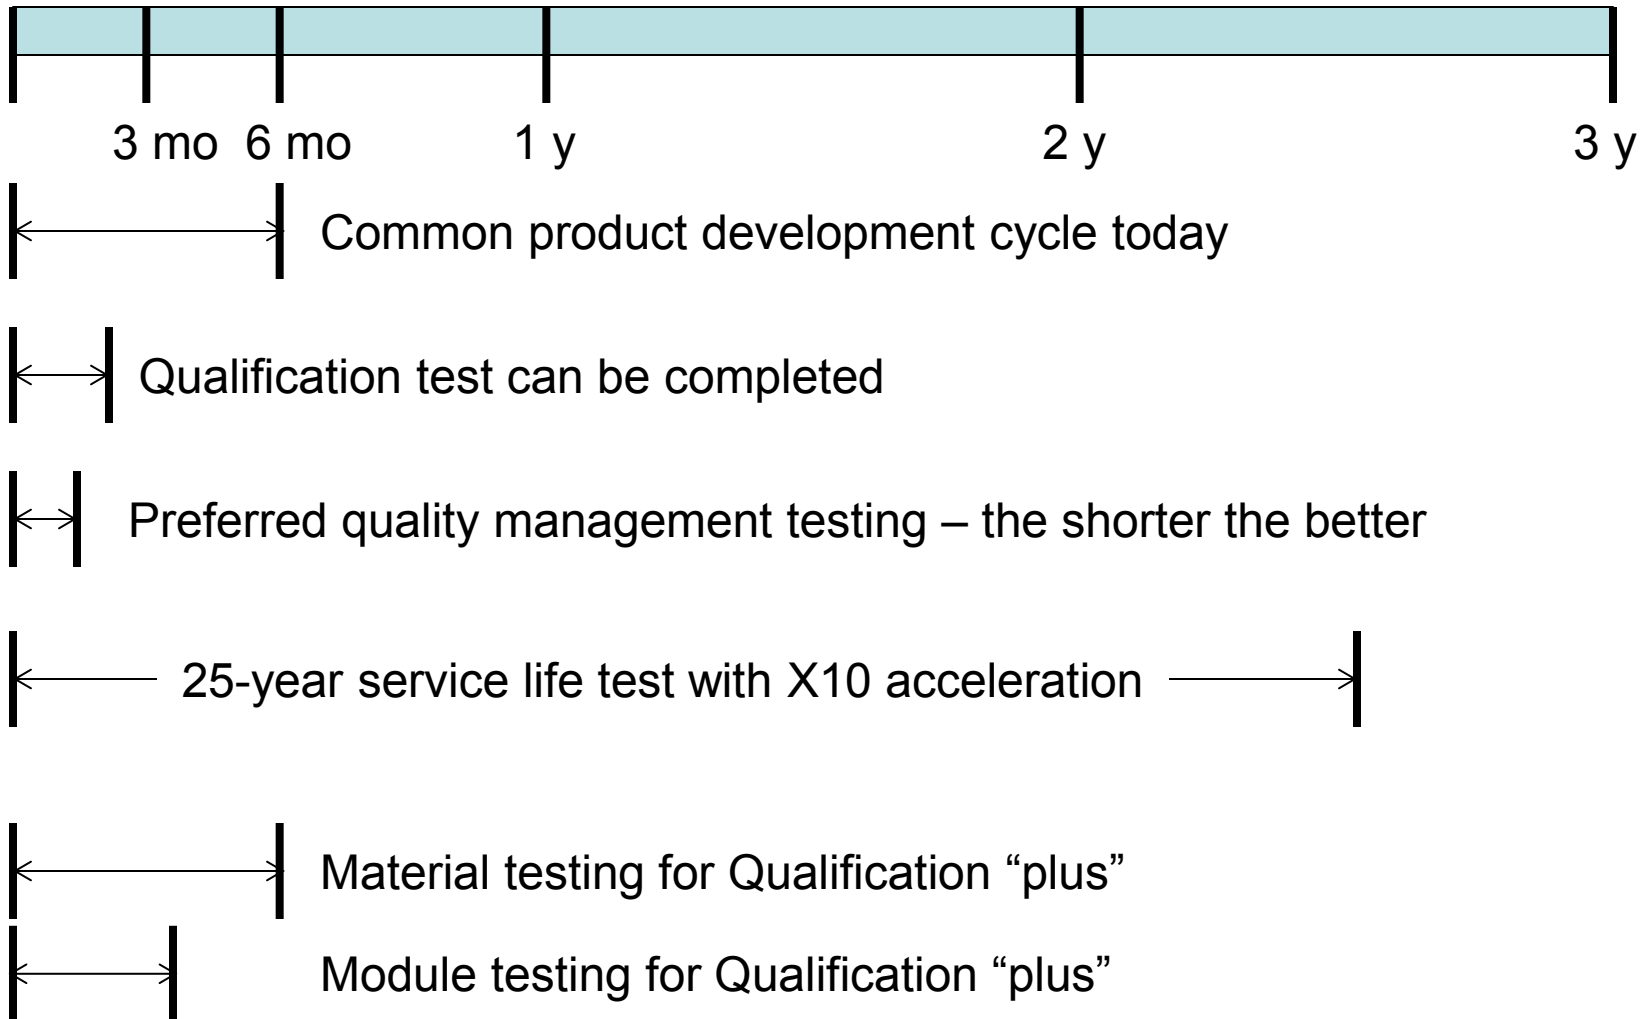 3 mo 6 mo 1 y 2 y 3 y
Common product development cycle today
Qualification test can be completed
Preferred quality management testing – the shorter the better
25-year service life test with X10 acceleration
Material testing for Qualification “plus”
Module testing for Qualification “plus”